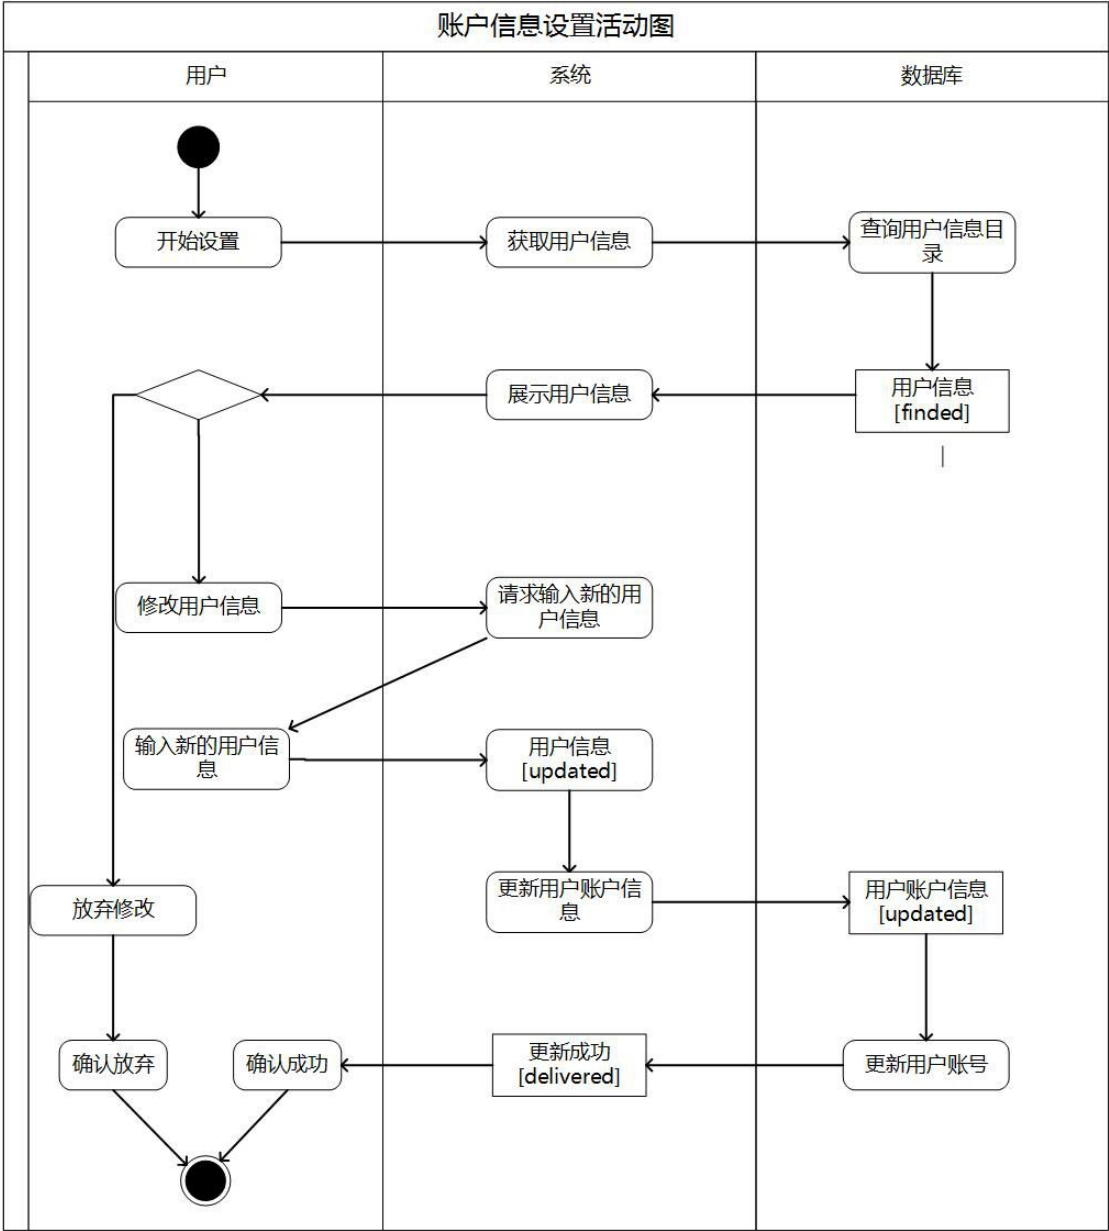 账户信息设置活动图
用户
系统
数据库
开始设置
获取用户信息
查询用户信息目
录
展示用户信息
用户信息
[finded]
修改用户信息
请求输入新的用
户信息
输入新的用户信
息
用户信息
[updated]
放弃修改
更新用户账户信
息
用户账户信息
[updated]
确认放弃
确认成功
更新成功
[delivered]
更新用户账号